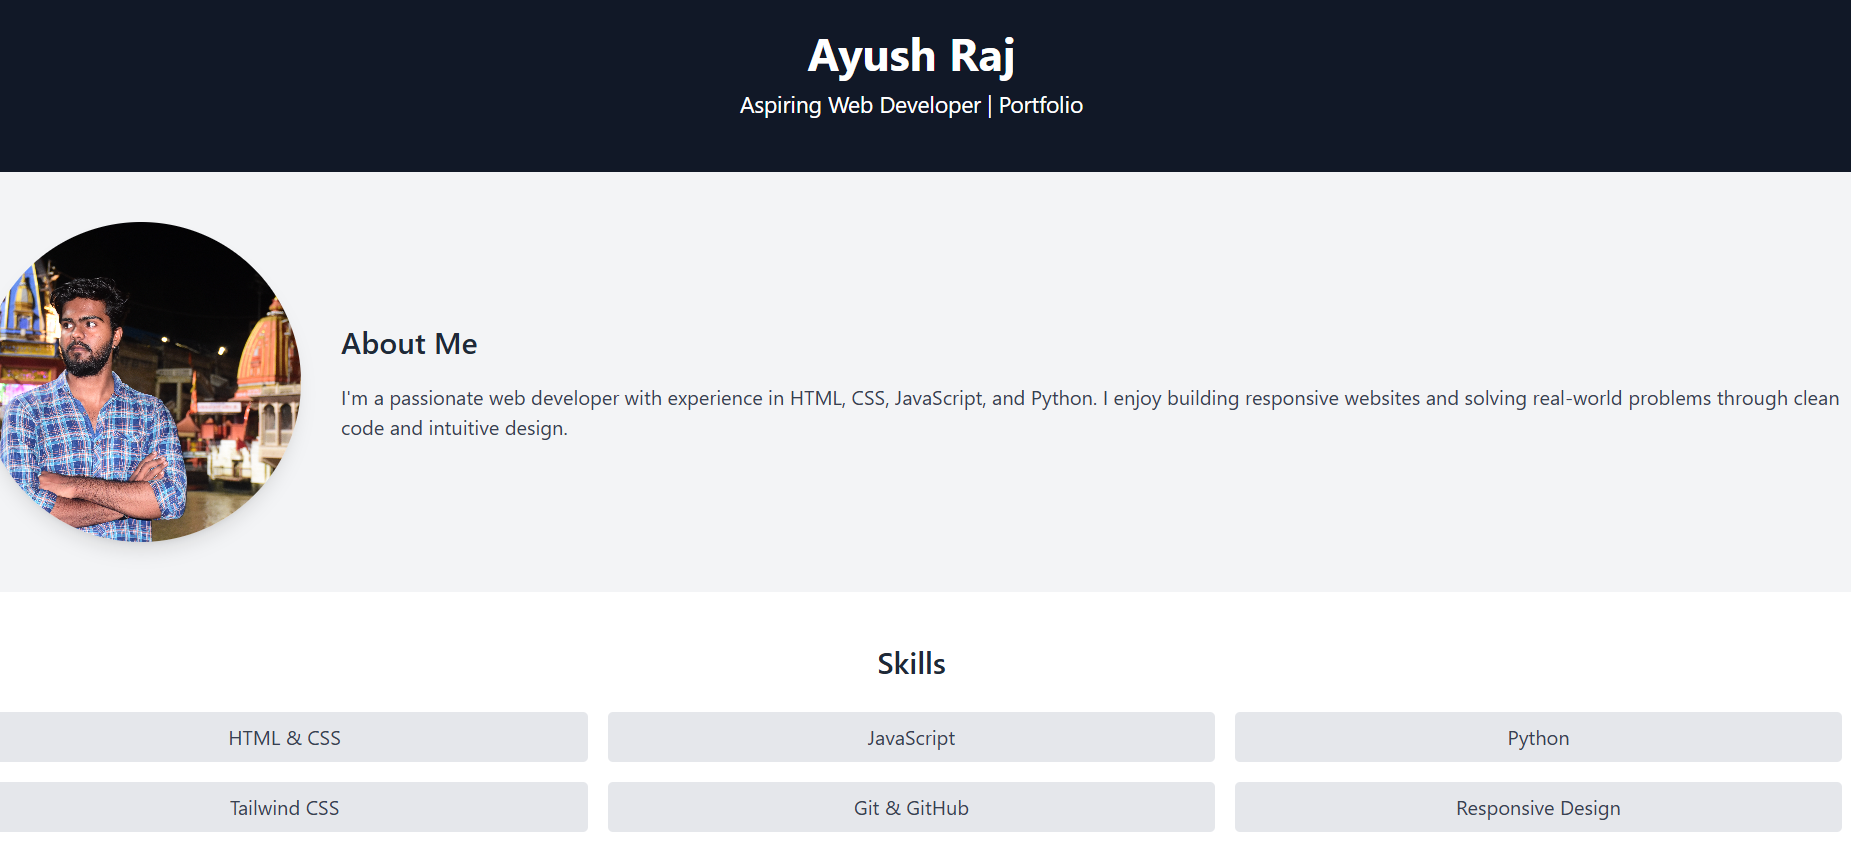 Ayush Raj
Aspiring Web Developer | Portfolio
About Me
I'm a passionate web developer with experience in HTML, CSS, JavaScript, and Python. I enjoy building responsive websites and solving real-world problems through clean
code and intuitive design.
Skills
HTML & CSS
JavaScript
Python
Tailwind CSS
Git & GitHub
Responsive Design